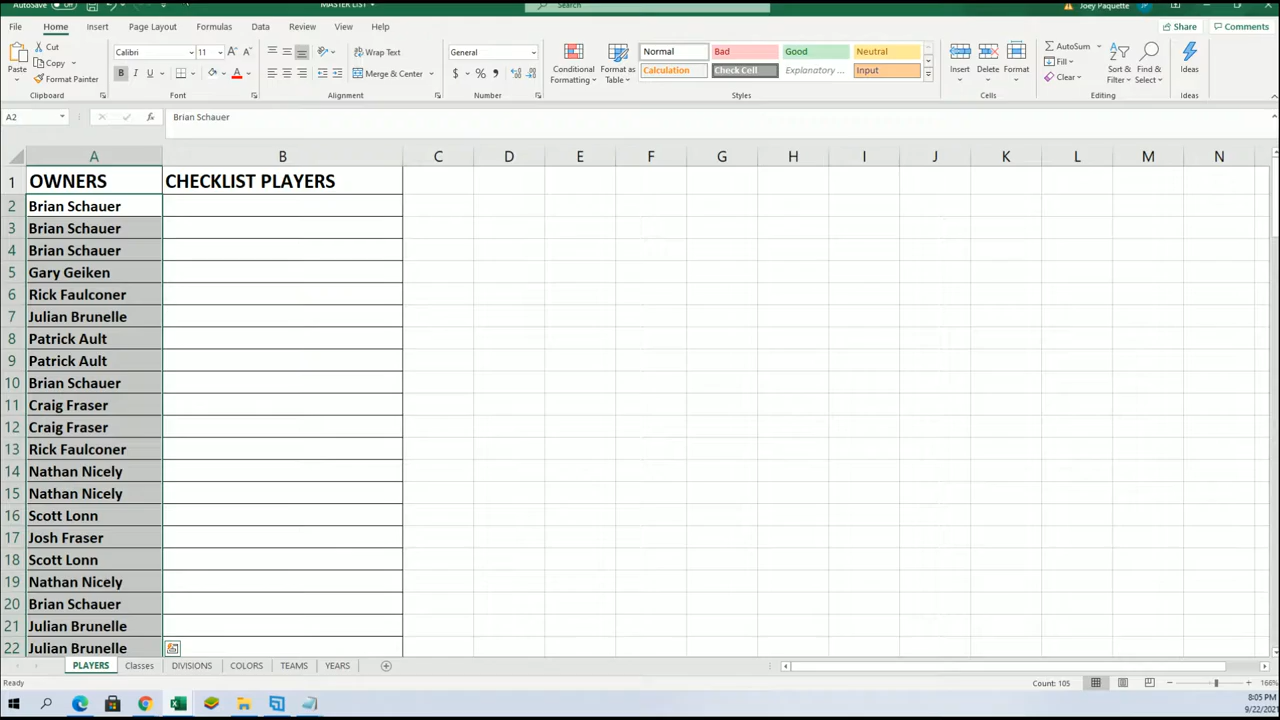 AutoSave Off MASTER LIST Search Joey Paquette
File Home Insert Page Layout Formulas Data Review View Help Share Comments
Paste Cut Copy Format Painter Clipboard
Calibri 11 B I U A Font
Wrap Text Merge & Center Alignment
General $ % Number
Conditional Formatting Format as Table Normal Bad Good Neutral
Calculation Check Cell Explanatory ... Input Styles
Insert Delete Format Cells
AutoSum Fill Clear Sort & Filter Find & Select Editing
Ideas Ideas
A2 fx Brian Schauer
A B C D E F G H I J K L M N
1 OWNERS CHECKLIST PLAYERS
2 Brian Schauer
3 Brian Schauer
4 Brian Schauer
5 Gary Geiken
6 Rick Faulconer
7 Julian Brunelle
8 Patrick Ault
9 Patrick Ault
10 Brian Schauer
11 Craig Fraser
12 Craig Fraser
13 Rick Faulconer
14 Nathan Nicely
15 Nathan Nicely
16 Scott Lonn
17 Josh Fraser
18 Scott Lonn
19 Nathan Nicely
20 Brian Schauer
21 Julian Brunelle
22 Julian Brunelle
PLAYERS Classes DIVISIONS COLORS TEAMS YEARS
Ready Count: 105 166%
8:05 PM
9/22/2021